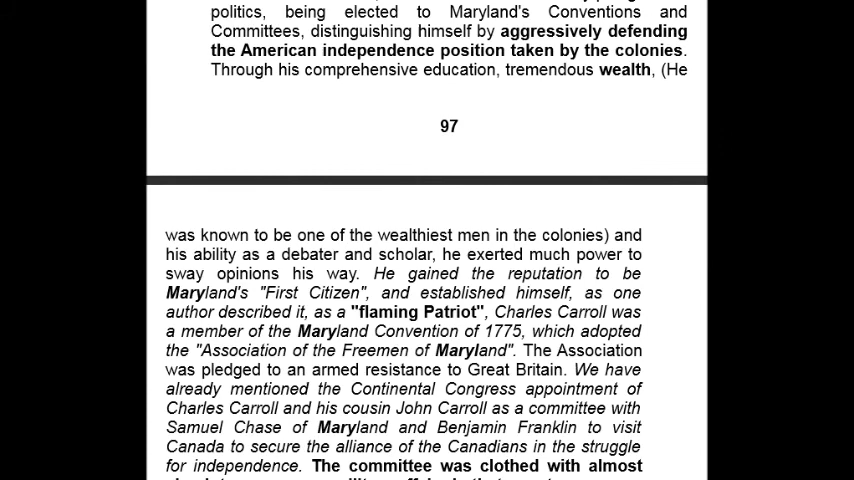 politics, being elected to Maryland's Conventions and
Committees, distinguishing himself by aggressively defending
the American independence position taken by the colonies.
Through his comprehensive education, tremendous wealth, (He
97
was known to be one of the wealthiest men in the colonies) and
his ability as a debater and scholar, he exerted much power to
sway opinions his way. He gained the reputation to be
Maryland's "First Citizen", and established himself, as one
author described it, as a "flaming Patriot", Charles Carroll was
a member of the Maryland Convention of 1775, which adopted
the "Association of the Freemen of Maryland". The Association
was pledged to an armed resistance to Great Britain. We have
already mentioned the Continental Congress appointment of
Charles Carroll and his cousin John Carroll as a committee with
Samuel Chase of Maryland and Benjamin Franklin to visit
Canada to secure the alliance of the Canadians in the struggle
for independence. The committee was clothed with almost